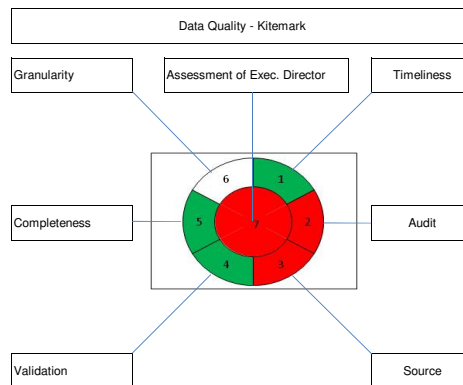 Data Quality - Kitemark
Granularity
Assessment of Exec. Director
Timeliness
6
1
Completeness
5
7
2
Audit
4
3
Validation
Source